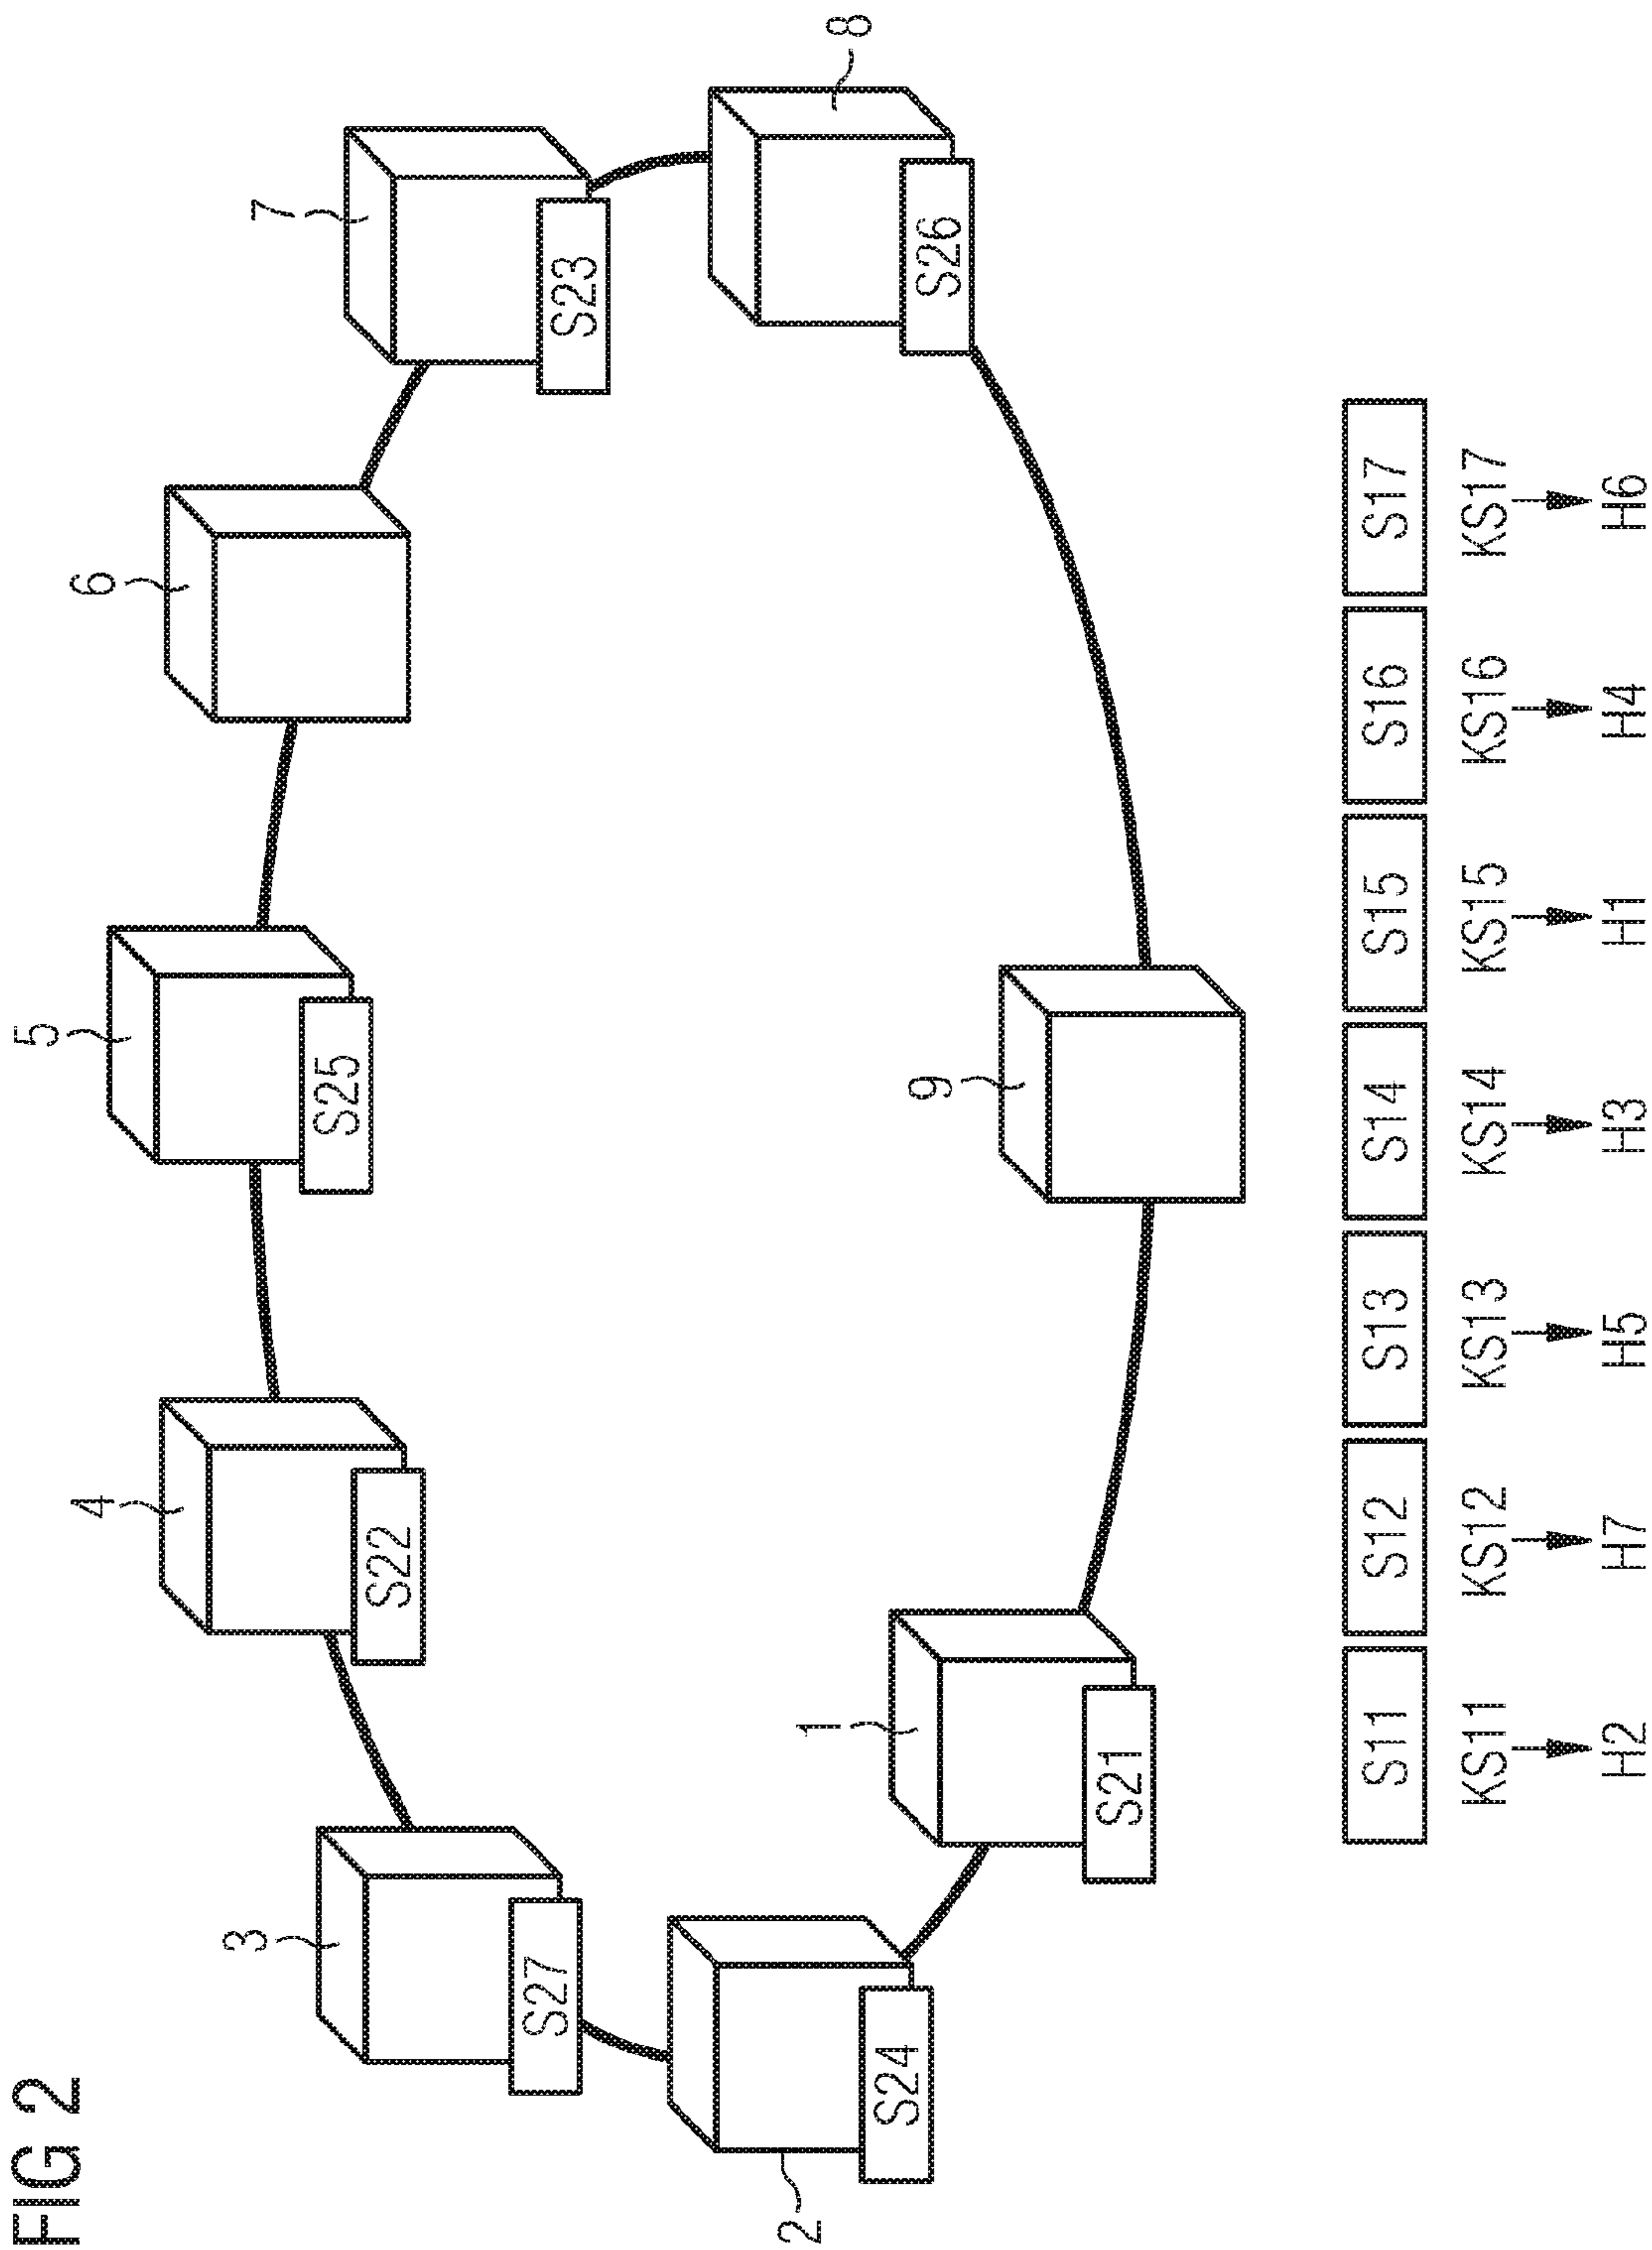 FIG 2
5
4
6
3
7
S25
S22
S23
S27
8
2
S24
1
9
S26
S21
S11 S12 S13 S14 S15 S16 S17
KS11 KS12 KS13 KS14 KS15 KS16 KS17
H2 H7 H5 H3 H1 H4 H6